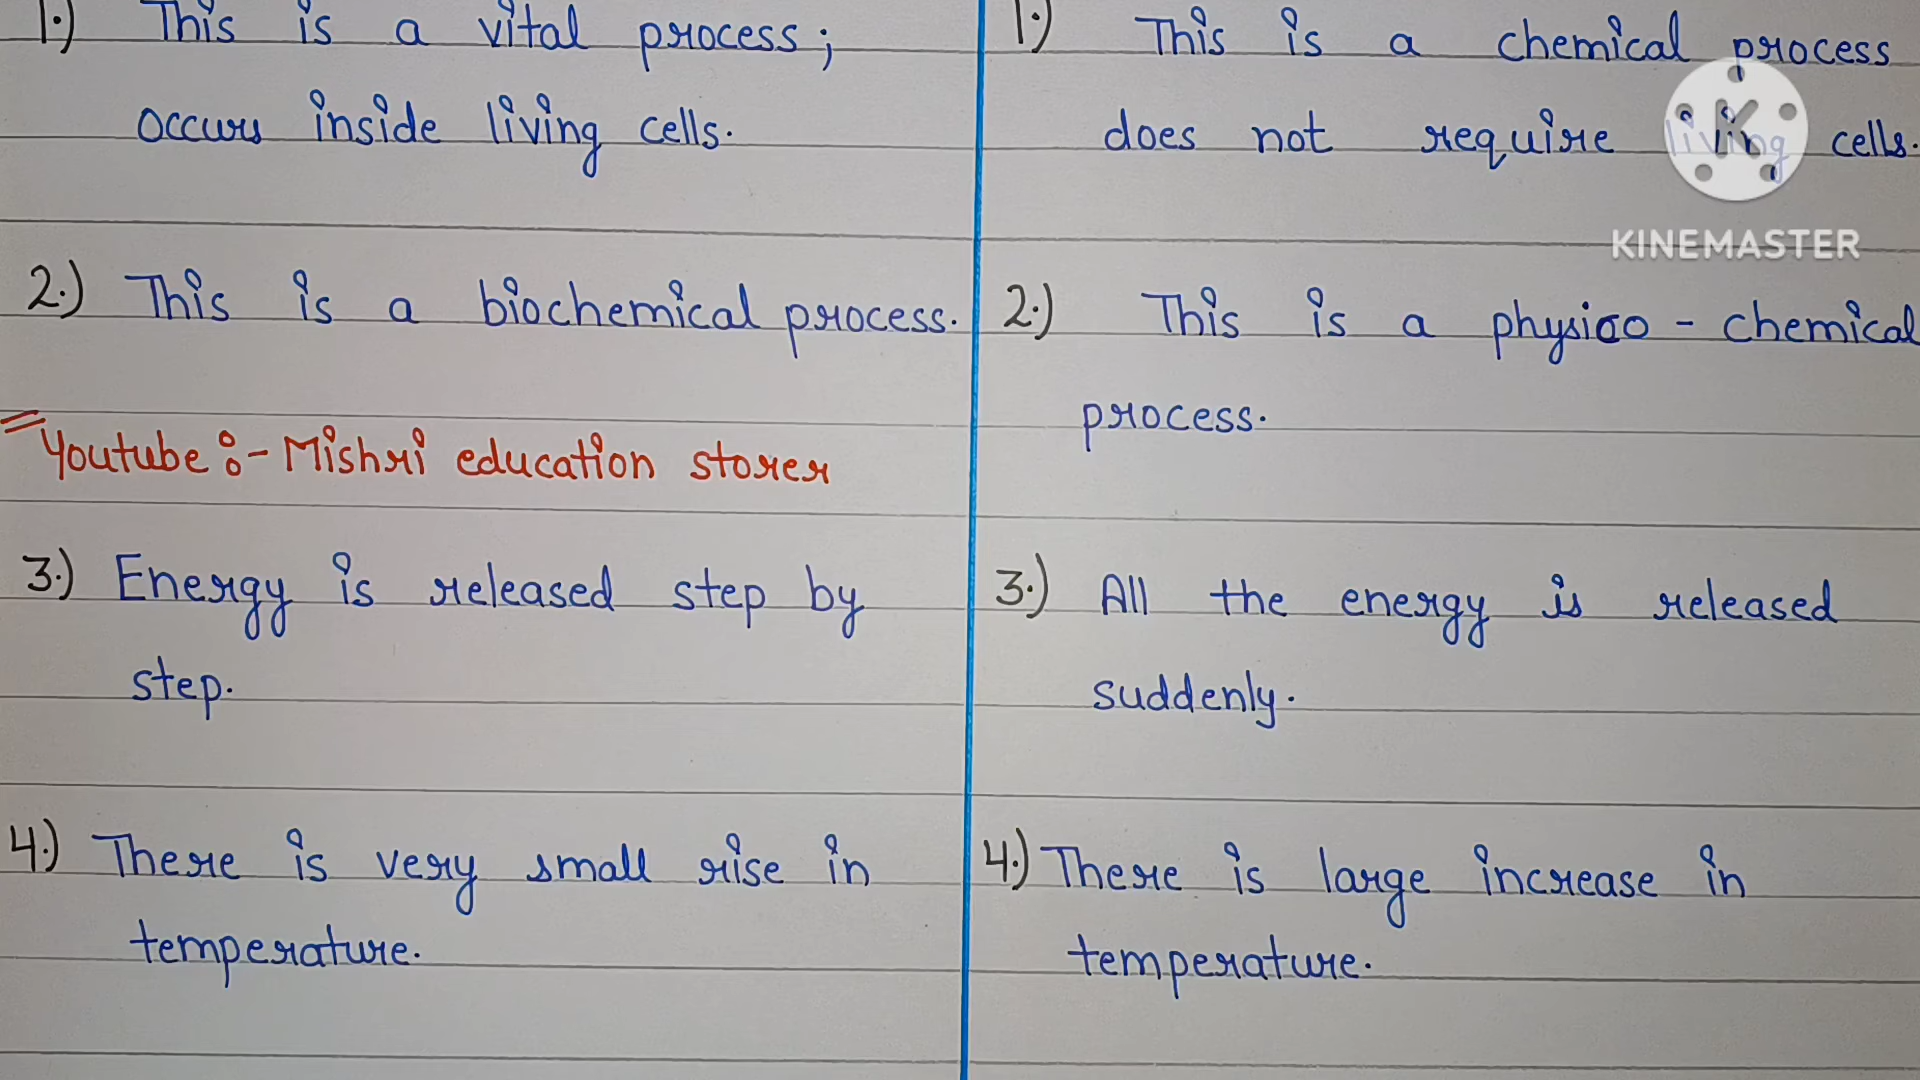 1.) This is a vital process;
occurs inside living cells.
2.) This is a biochemical process.
Youtube :- Mishri education storer
3.) Energy is released step by
step.
4.) There is very small rise in
temperature.
1.) This is a chemical process
does not require living cells.
2.) This is a physico - chemical
process.
3.) All the energy is released
suddenly.
4.) There is large increase in
temperature.
KINEMASTER